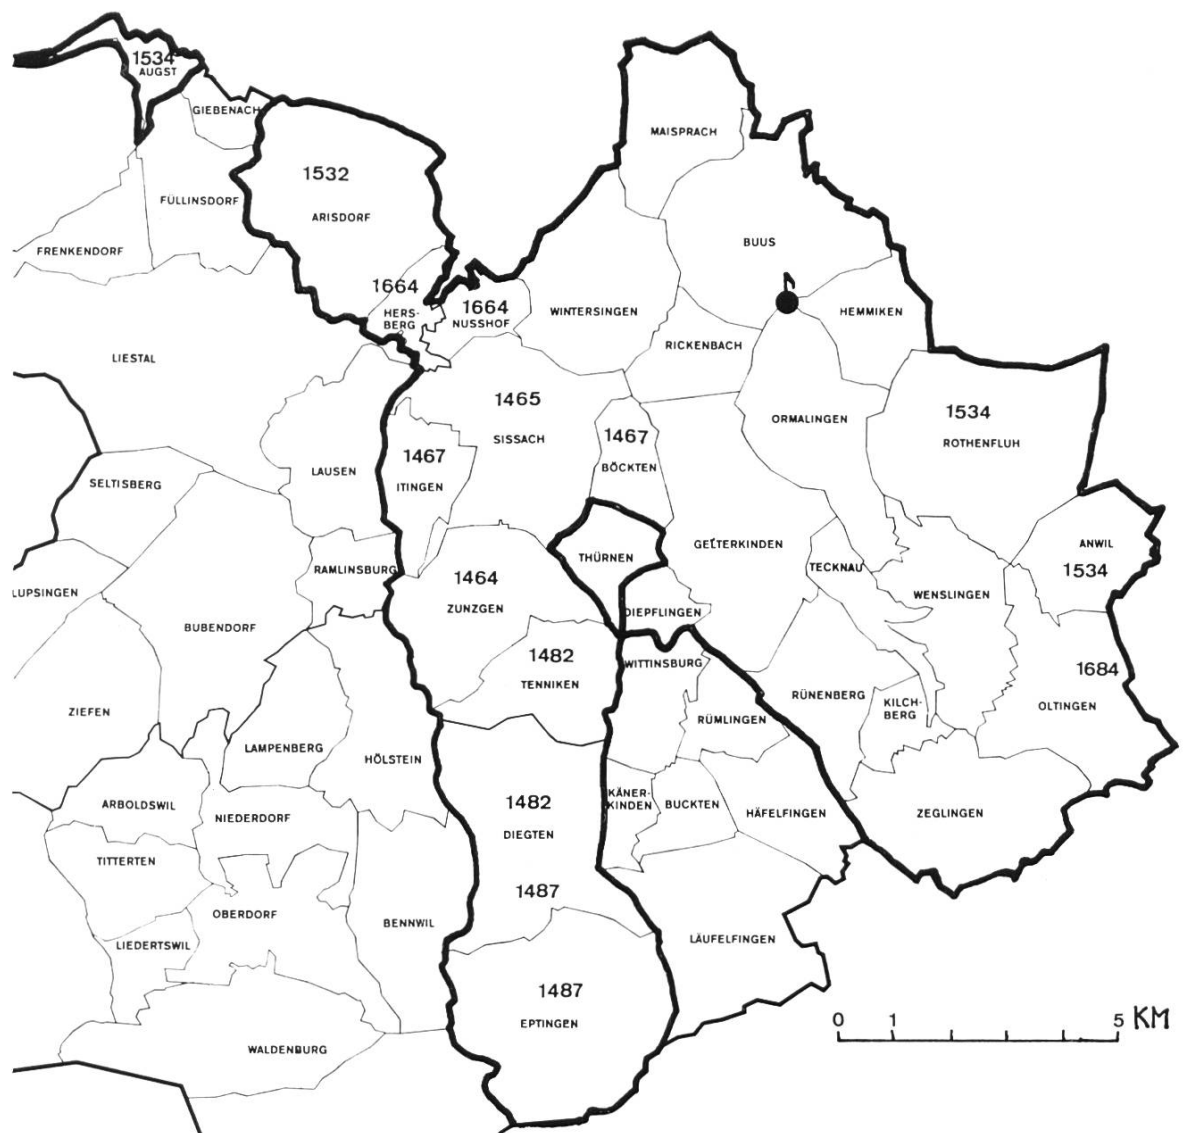 1534
AUGST
GIEBENACH
MAISPRACH
1532
FÜLLINSDORF
ARISDORF
BUUS
FRENKENDORF
1664
HERS-
BERG
1664
NUSSHOF
WINTERSINGEN
HEMMIKEN
RICKENBACH
LIESTAL
1465
SISSACH
ORMALINGEN
1534
ROTHENFLUH
1467
BÖCKTEN
1467
ITINGEN
LAUSEN
SELTISBERG
THÜRNEN
GELTERKINDEN
ANWIL
1534
TECKNAU
RAMLINSBURG
1464
ZUNZGEN
LUPSINGEN
WENSLINGEN
DIEPFLINGEN
BUBENDORF
1482
TENNIKEN
WITTINSBURG
1684
OLTINGEN
RÜNENBERG
KILCH-
BERG
ZIEFEN
RÜMLINGEN
LAMPENBERG
HÖLSTEIN
KÄNER-
KINDEN
BUCKTEN
HÄFELFINGEN
ZEGLINGEN
ARBOLDSWIL
NIEDERDORF
1482
DIEGTEN
TITTERTEN
1487
OBERDORF
BENNWIL
LIEDERTSWIL
LÄUFELFINGEN
1487
EPTINGEN
0 1 5 KM
WALDENBURG